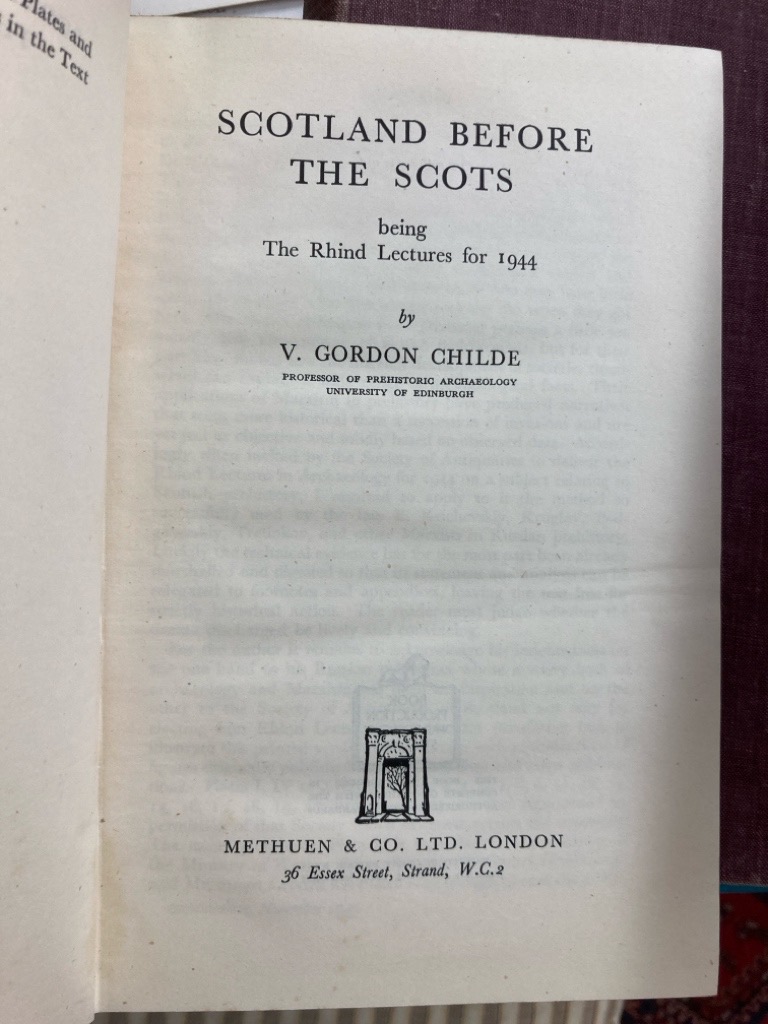 Plates and
in the Text
SCOTLAND BEFORE
THE SCOTS
being
The Rhind Lectures for 1944
by
V. GORDON CHILDE
PROFESSOR OF PREHISTORIC ARCHAEOLOGY
UNIVERSITY OF EDINBURGH
METHUEN & CO. LTD. LONDON
36 Essex Street, Strand, W.C.2